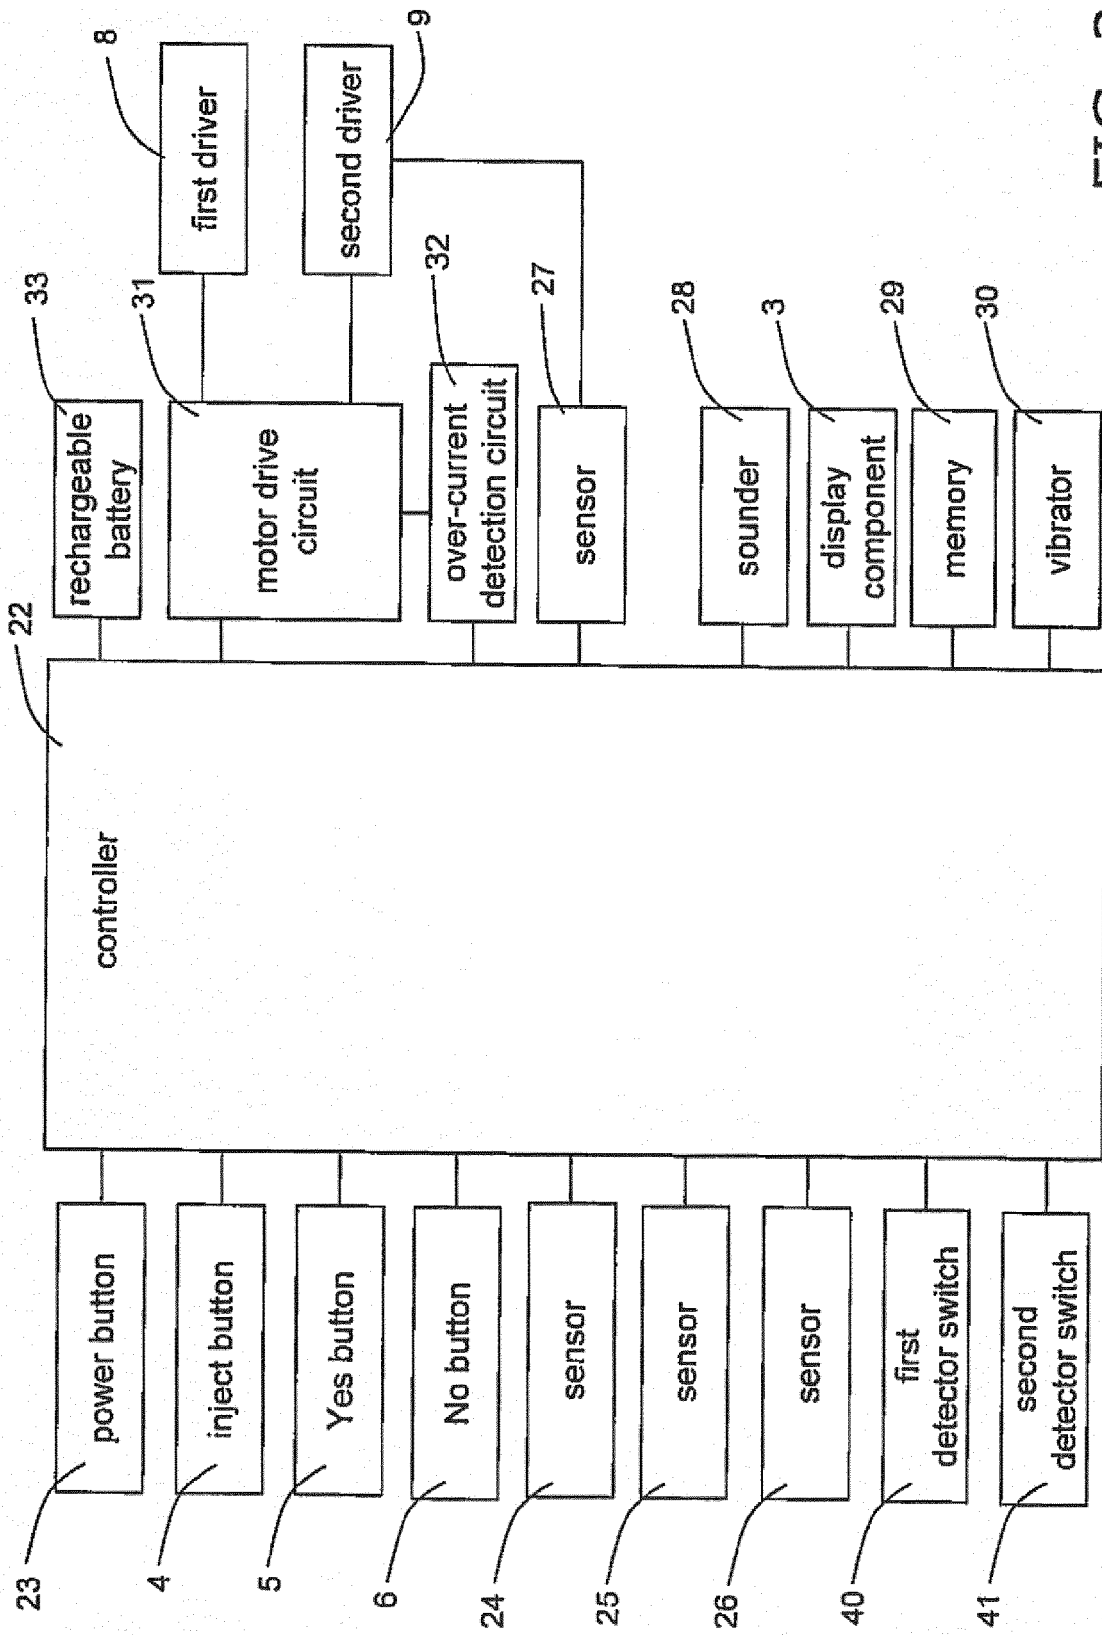 23
power button
4
inject button
5
Yes button
6
No button
24
sensor
25
sensor
26
sensor
40
first
detector switch
41
second
detector switch
22
controller
33
rechargeable
battery
31
motor drive
circuit
8
first driver
9
second driver
32
over-current
detection circuit
27
sensor
28
sounder
3
display
component
29
memory
30
vibrator